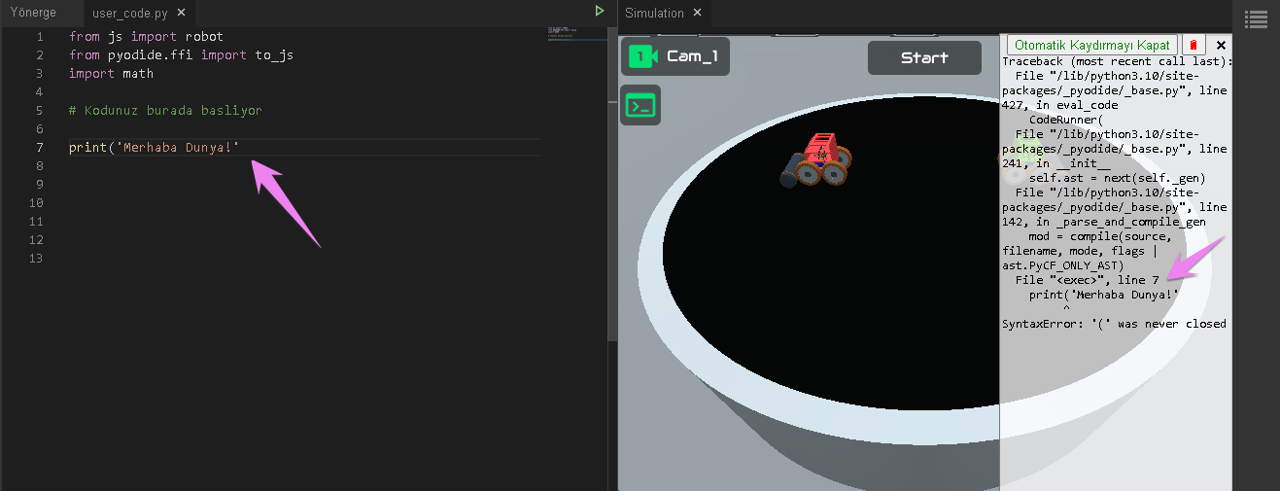 Yönerge
user_code.py
1 from js import robot
2 from pyodide.ffi import to_js
3 import math
4
5 # Kodunuz burada basliyor
6
7 print('Merhaba Dunya!'
8
9
10
11
12
13
Simulation
1 Cam_1
Start
Otomatik Kaydırmayı Kapat
Traceback (most recent call last):
File "/lib/python3.10/site-
packages/_pyodide/_base.py", line
427, in eval_code
CodeRunner(
File "/lib/python3.10/site-
packages/_pyodide/_base.py", line
241, in __init__
self.ast = next(self._gen)
File "/lib/python3.10/site-
packages/_pyodide/_base.py", line
142, in _parse_and_compile_gen
mod = compile(source,
filename, mode, flags |
ast.PyCF_ONLY_AST)
File "<exec>", line 7
print('Merhaba Dunya!'
^
SyntaxError: '(' was never closed